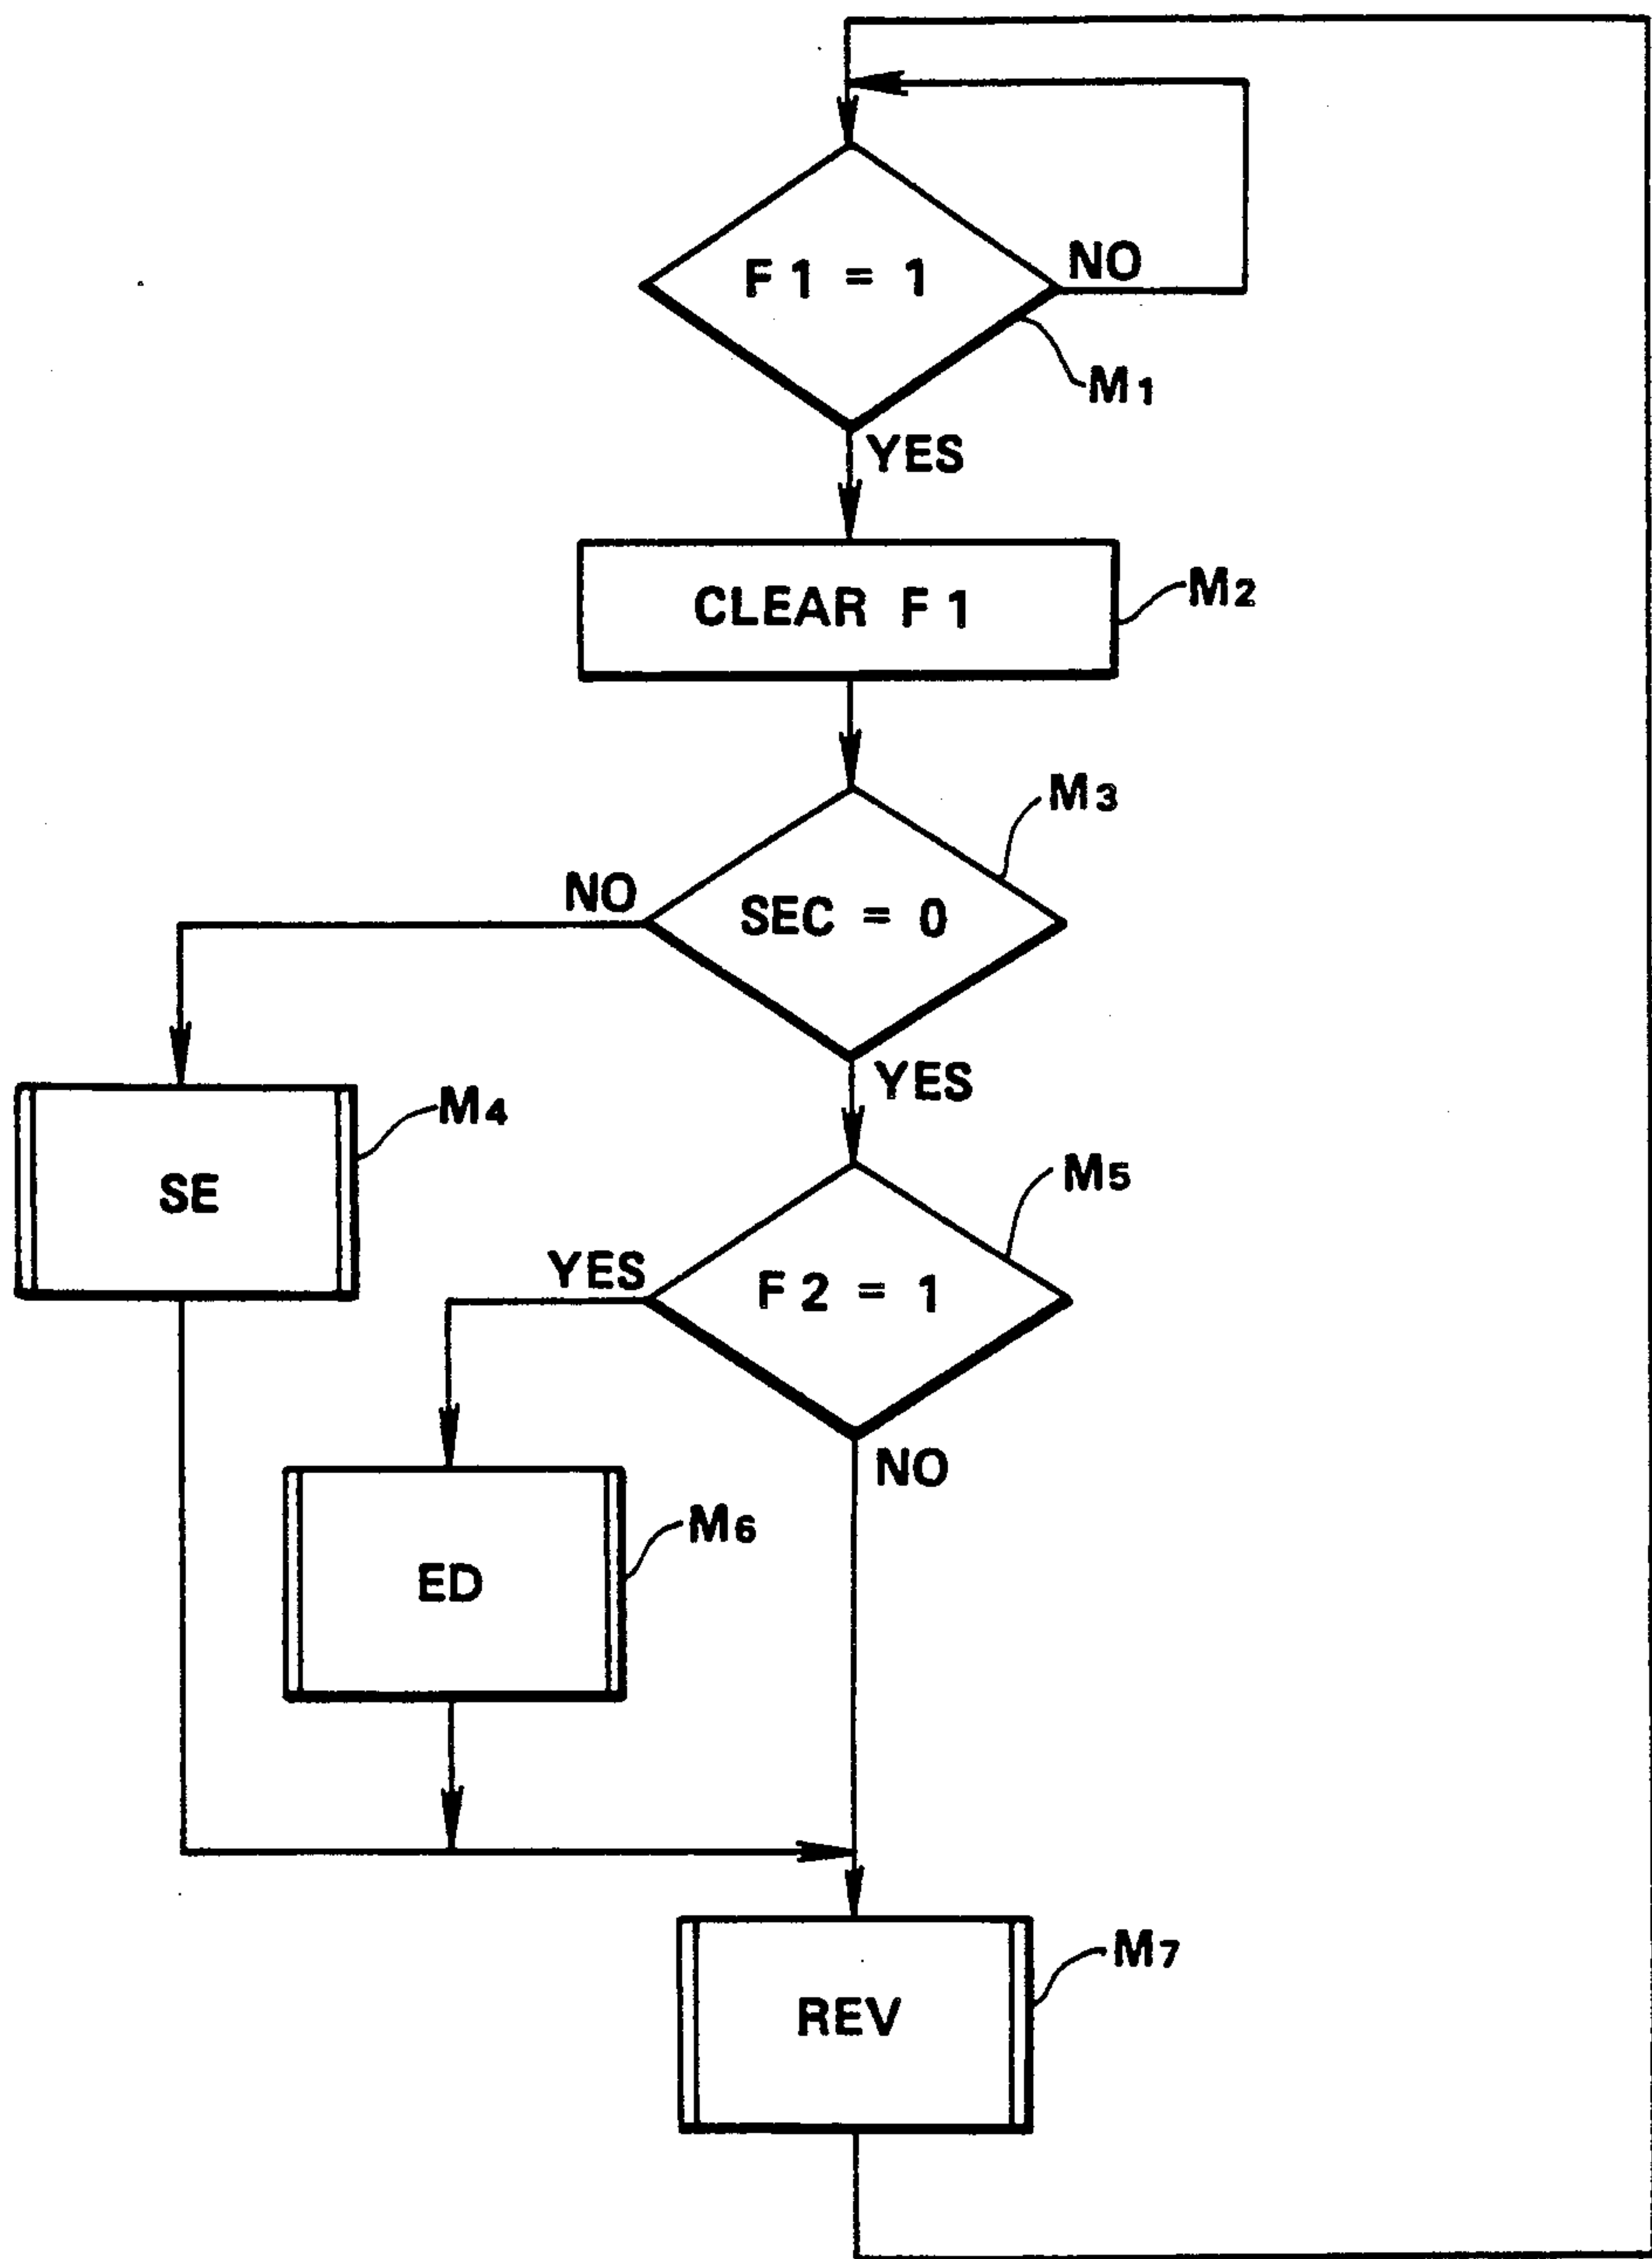 F 1 = 1
NO
M1
YES
CLEAR F 1
M2
M3
NO
SEC = 0
YES
M4
SE
M5
YES
F 2 = 1
NO
M6
ED
M7
REV